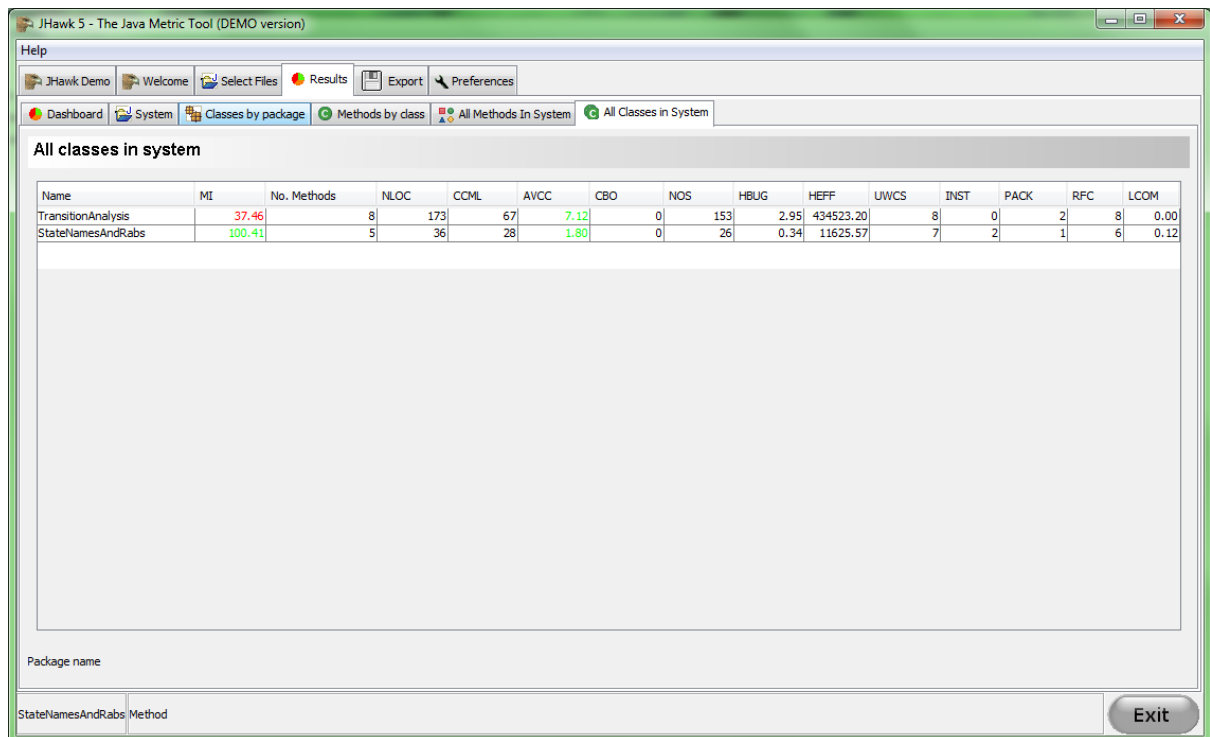 JHawk 5 - The Java Metric Tool (DEMO version)
Help
JHawk Demo Welcome Select Files Results Export Preferences
Dashboard System Classes by package Methods by class All Methods In System All Classes in System
All classes in system
Name MI No. Methods NLOC CCML AVCC CBO NOS HBUG HEFF UWCS INST PACK RFC LCOM
TransitionAnalysis 37.46 8 173 67 7.12 0 153 2.95 434523.20 8 0 2 8 0.00
StateNamesAndRabs 100.41 5 36 28 1.80 0 26 0.34 11625.57 7 2 1 6 0.12
Package name
StateNamesAndRabs Method
Exit